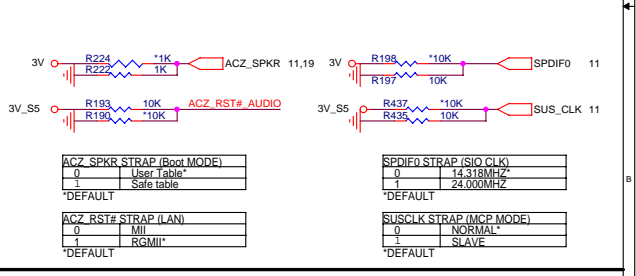 3V R224 *1K ACZ_SPKR 11,19
R222 1K
3V R198 *10K SPDIF0 11
R197 10K
3V_S5 R193 10K ACZ_RST#_AUDIO
R190 *10K
3V_S5 R437 *10K SUS_CLK 11
R435 10K
ACZ_SPKR STRAP (Boot MODE)
0 User Table*
1 Safe table
*DEFAULT
SPDIF0 STRAP (SIO CLK)
0 14.318MHZ*
1 24.000MHZ
*DEFAULT
B
ACZ_RST# STRAP (LAN)
0 MII
1 RGMII*
*DEFAULT
SUSCLK STRAP (MCP MODE)
0 NORMAL*
1 SLAVE
*DEFAULT